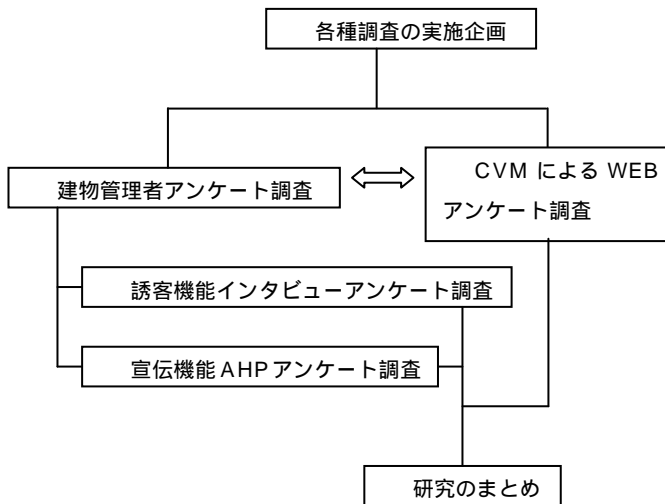 各種調査の実施企画
建物管理者アンケート調査
CVM による WEB
アンケート調査
誘客機能インタビューアンケート調査
宣伝機能 AHP アンケート調査
研究のまとめ